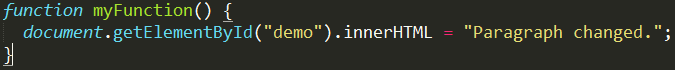 function myFunction() {
  document.getElementById("demo").innerHTML = "Paragraph changed.";
}